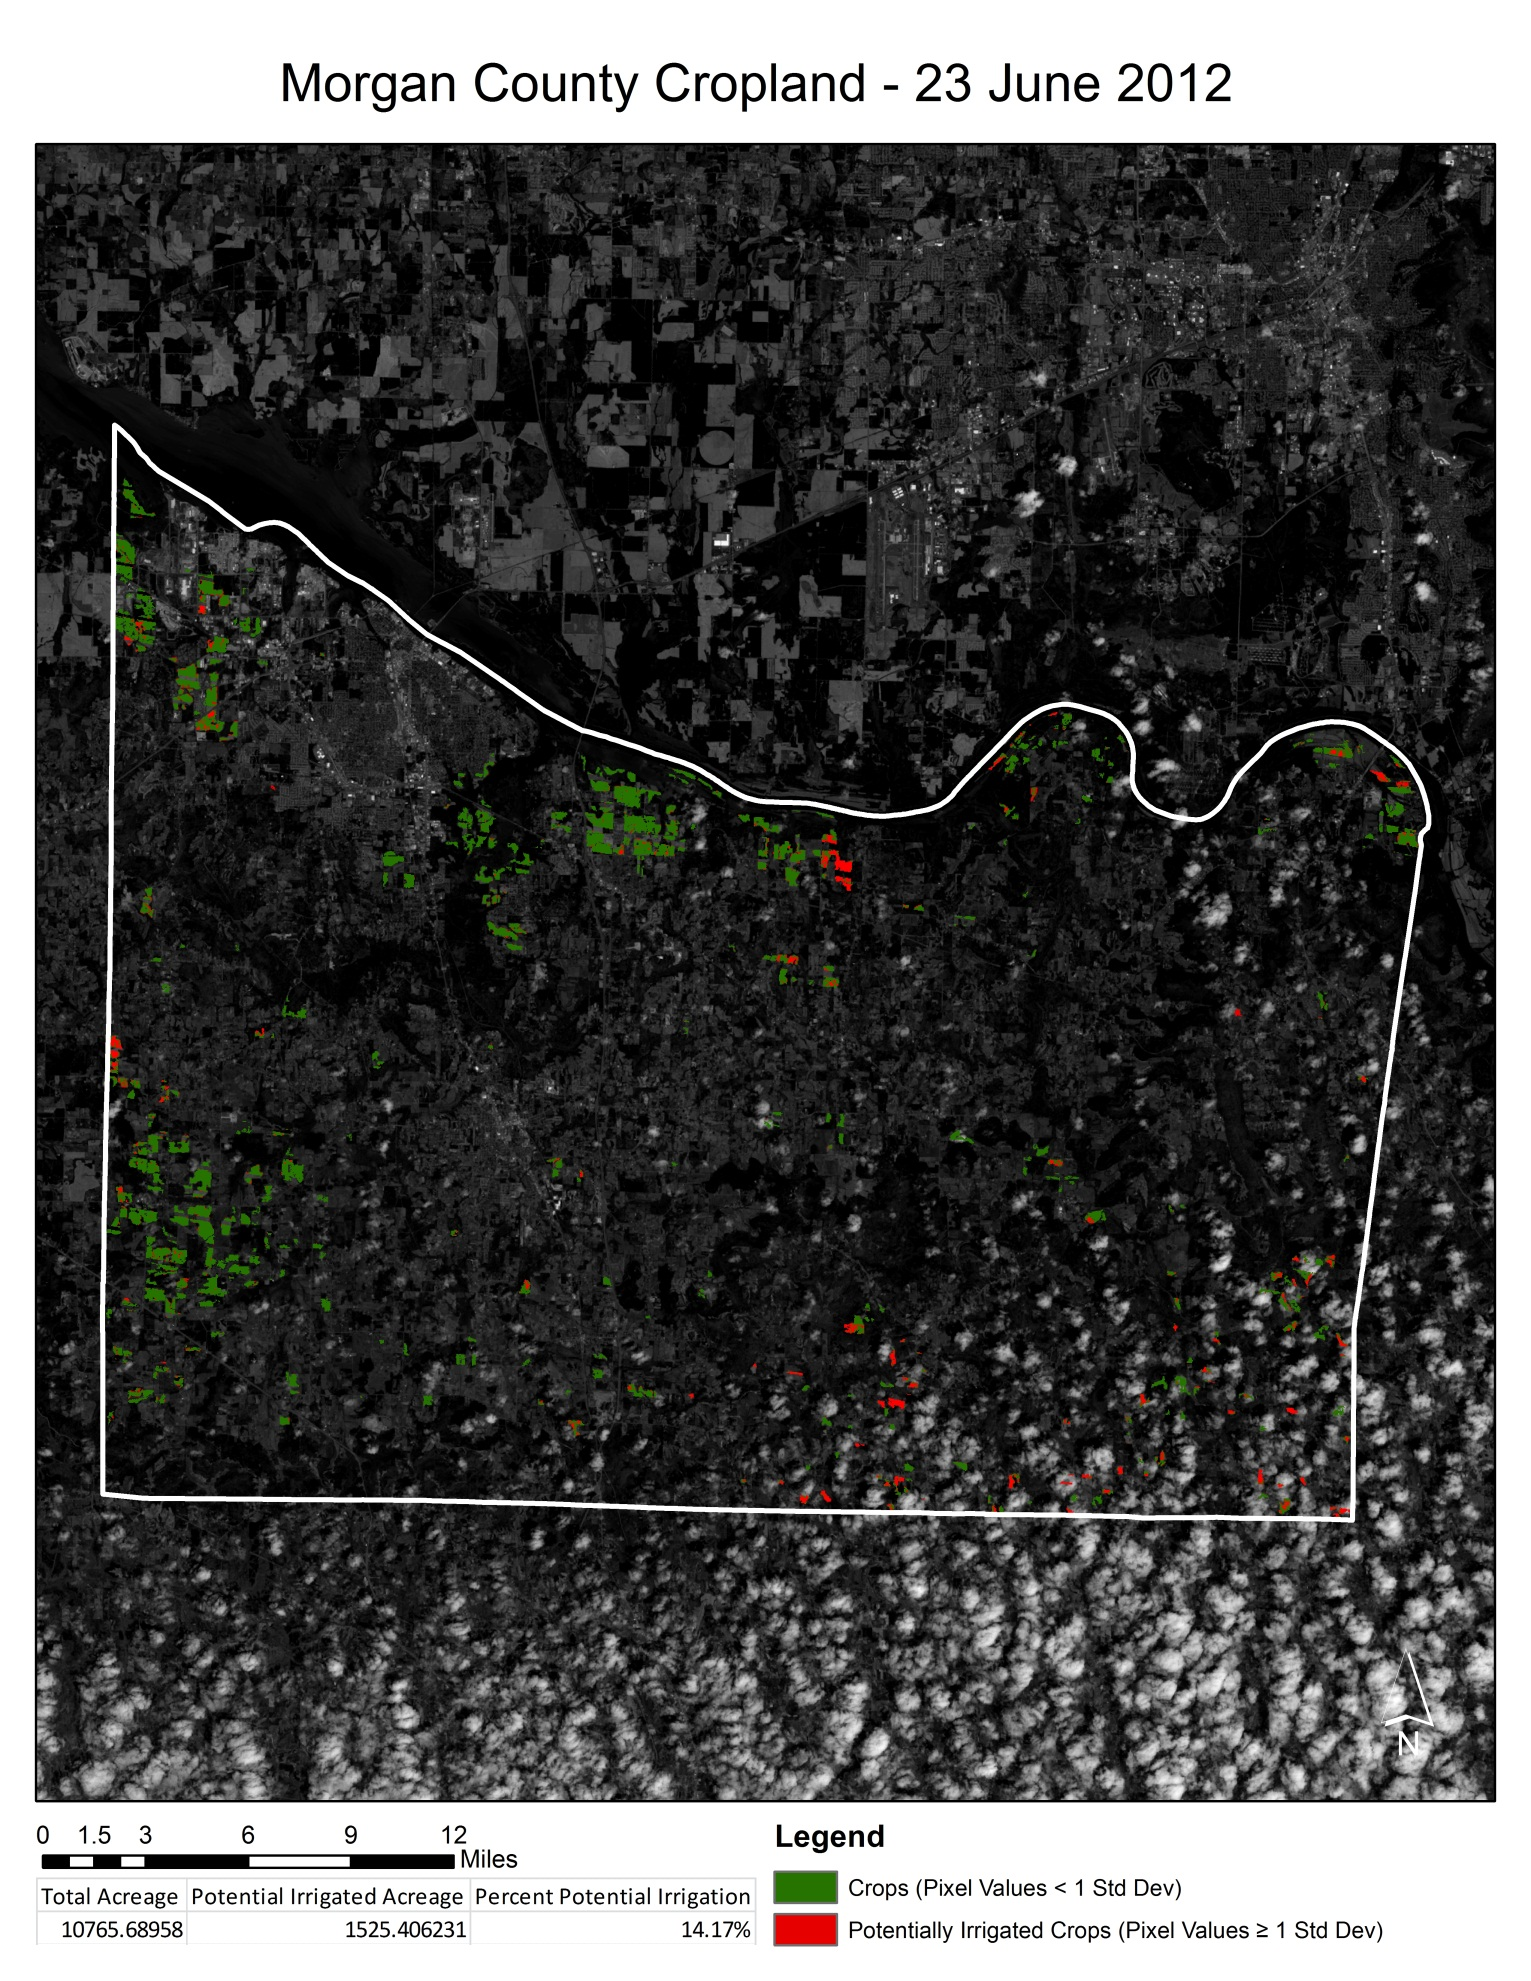 Morgan County Cropland - 23 June 2012
N
0 1.5 3 6 9 12
Miles
Total Acreage Potential Irrigated Acreage Percent Potential Irrigation
10765.68958 1525.406231 14.17%
Legend
Crops (Pixel Values < 1 Std Dev)
Potentially Irrigated Crops (Pixel Values ≥ 1 Std Dev)